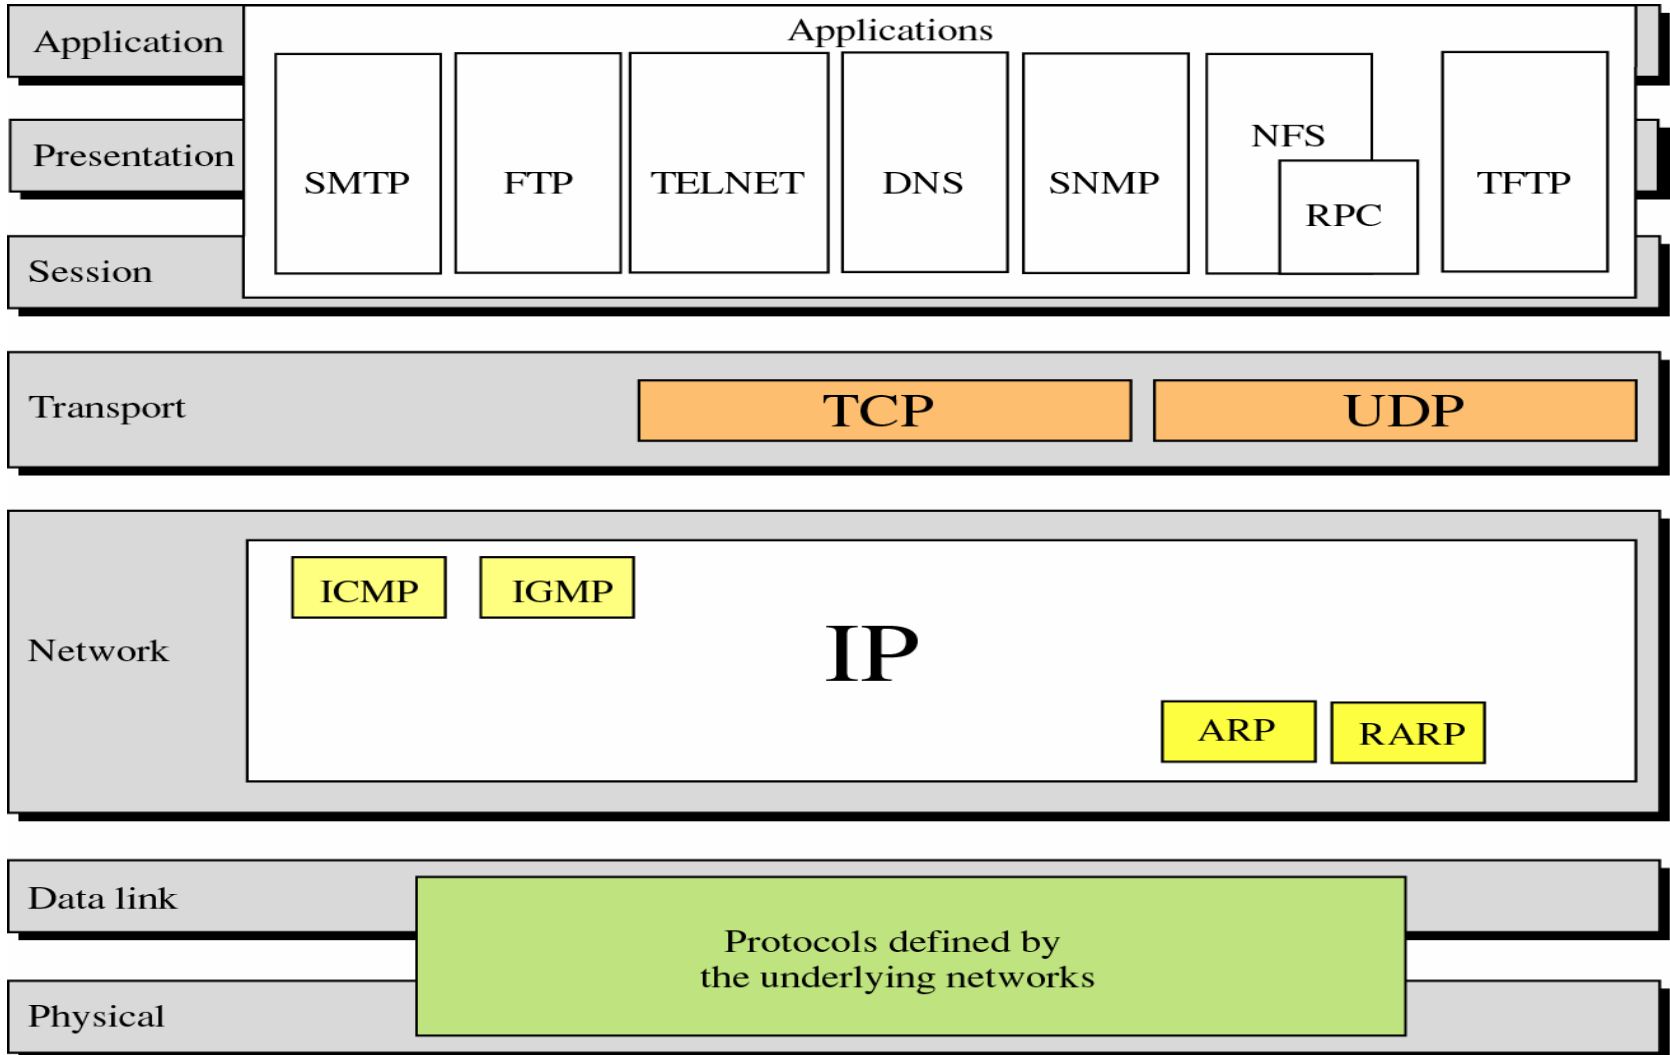 Application
Applications
Presentation
SMTP
FTP
TELNET
DNS
SNMP
NFS
RPC
TFTP
Session
Transport
TCP
UDP
Network
ICMP
IGMP
IP
ARP
RARP
Data link
Protocols defined by
the underlying networks
Physical